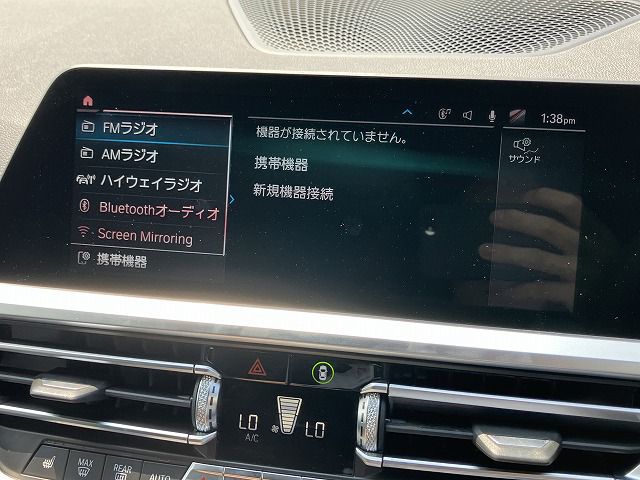 1:38pm
FMラジオ
AMラジオ
ハイウェイラジオ
Bluetoothオーディオ
Screen Mirroring
携帯機器
機器が接続されていません。
携帯機器
新規機器接続
サウンド
LO
A/C
LO
MAX
REAR
AUTO